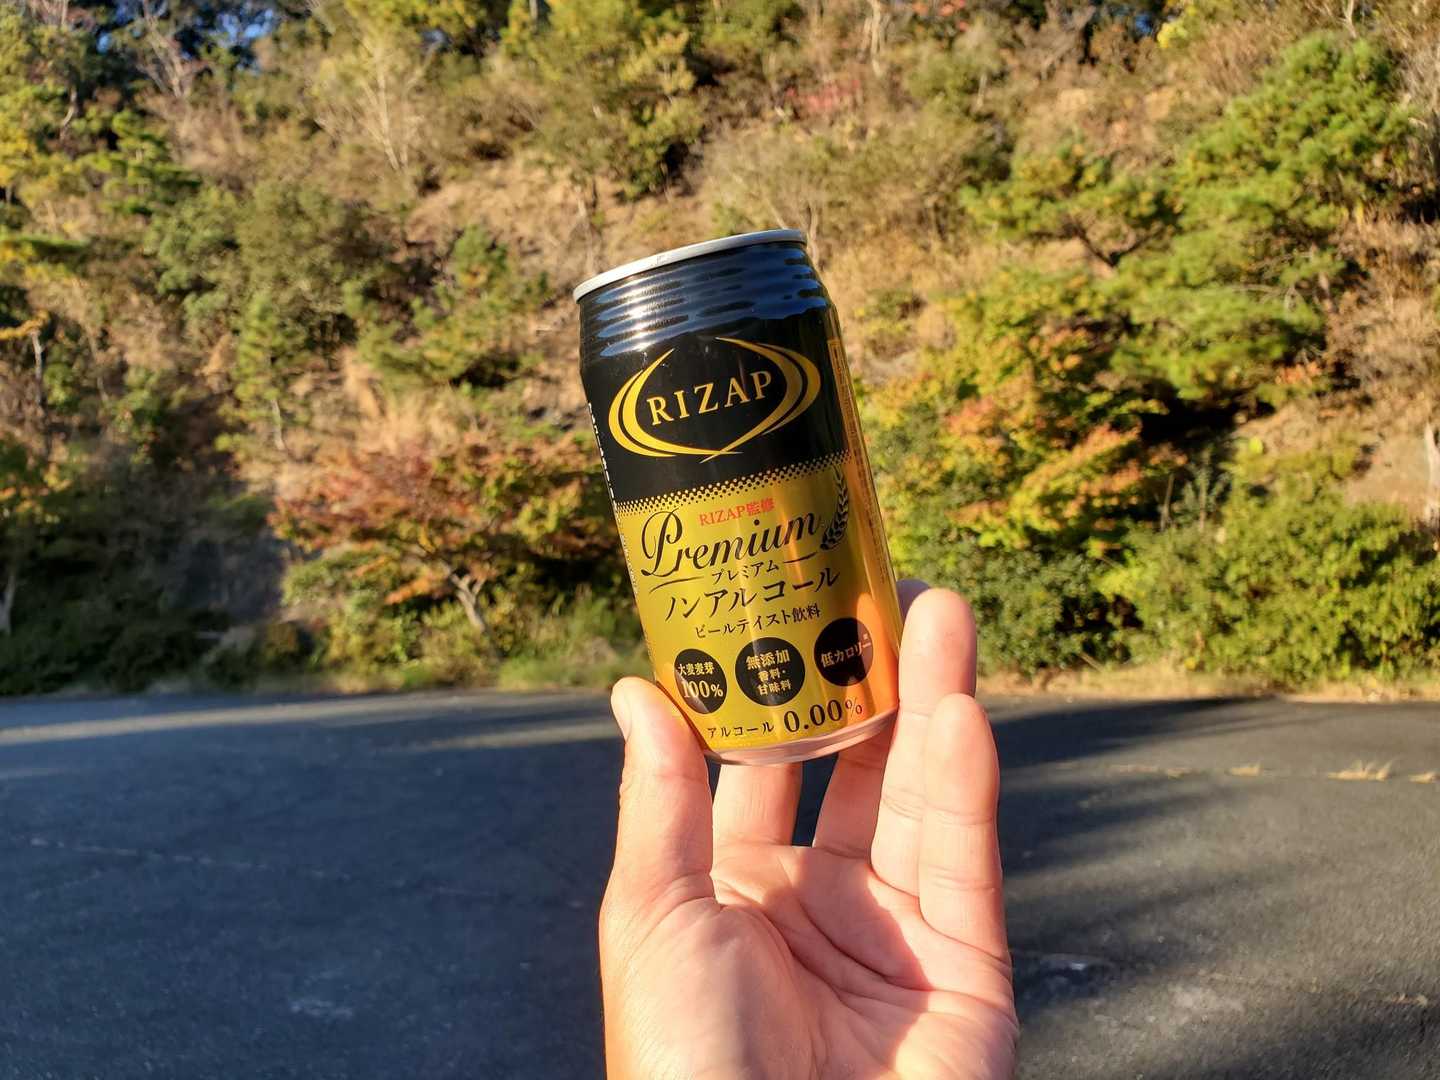 RIZAP
RIZAP監修
Premium
プレミアム
ノンアルコール
ビールテイスト飲料
大麦麦芽
100%
無添加
香料・
甘味料
低カロリー
アルコール 0.00%